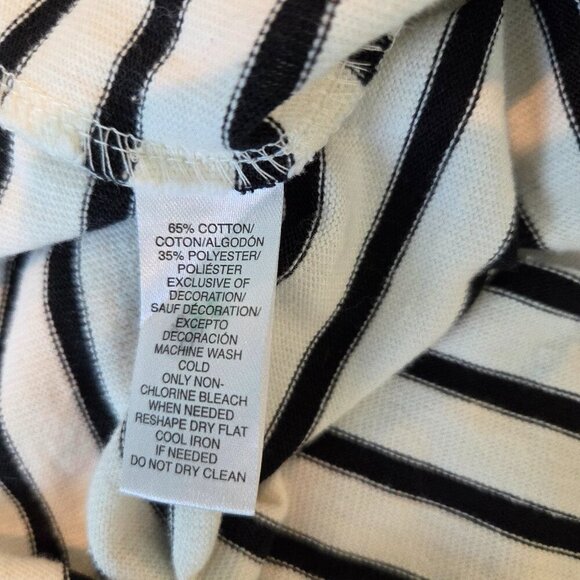 65% COTTON/
COTON/ALGODÓN
35% POLYESTER/
POLIÉSTER
EXCLUSIVE OF
DECORATION/
SAUF DÉCORATION/
EXCEPTO
DECORACIÓN
MACHINE WASH
COLD
ONLY NON-
CHLORINE BLEACH
WHEN NEEDED
RESHAPE DRY FLAT
COOL IRON
IF NEEDED
DO NOT DRY CLEAN